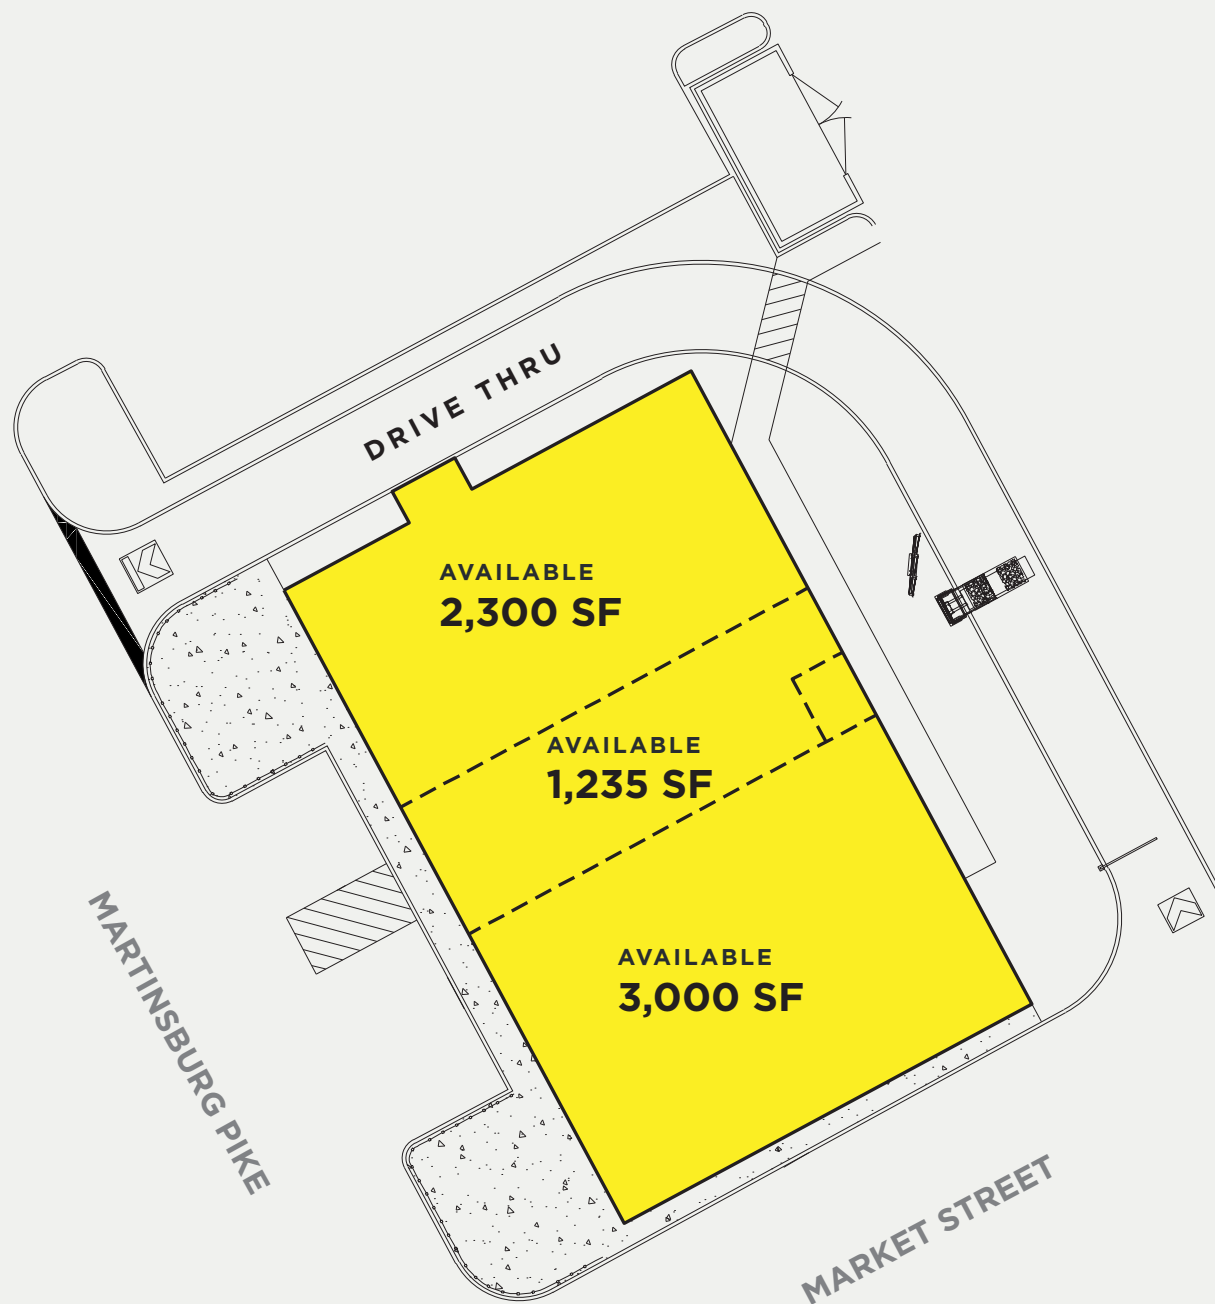 DRIVE THRU
AVAILABLE
2,300 SF
AVAILABLE
1,235 SF
AVAILABLE
3,000 SF
MARTINSBURG PIKE
MARKET STREET